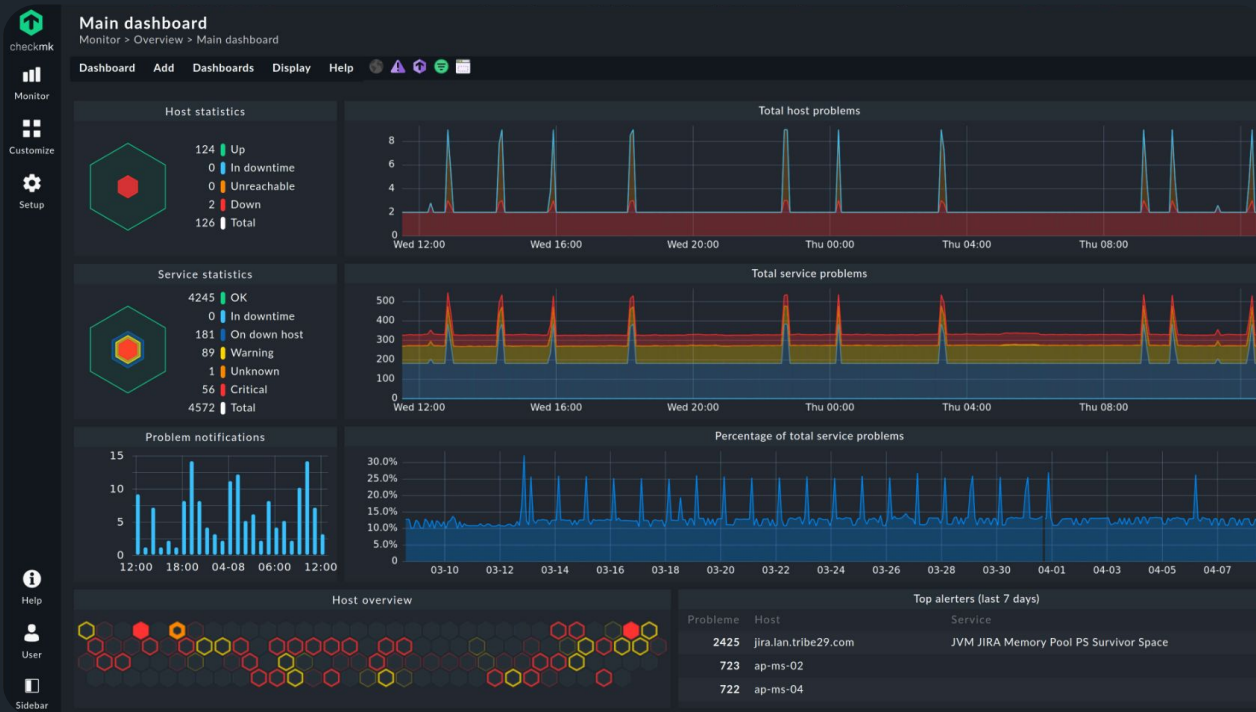 checkmk
Monitor
Customize
Setup
Help
User
Sidebar
Main dashboard
Monitor > Overview > Main dashboard
Dashboard Add Dashboards Display Help
Host statistics
124 Up
0 In downtime
0 Unreachable
2 Down
126 Total
Total host problems
8
6
4
2
0
Wed 12:00 Wed 16:00 Wed 20:00 Thu 00:00 Thu 04:00 Thu 08:00
Service statistics
4245 OK
0 In downtime
181 On down host
89 Warning
1 Unknown
56 Critical
4572 Total
Total service problems
500
400
300
200
100
0
Wed 12:00 Wed 16:00 Wed 20:00 Thu 00:00 Thu 04:00 Thu 08:00
Problem notifications
15
10
5
0
12:00 18:00 04-08 06:00 12:00
Percentage of total service problems
30.0%
25.0%
20.0%
15.0%
10.0%
5.0%
0
03-10 03-12 03-14 03-16 03-18 03-20 03-22 03-24 03-26 03-28 03-30 04-01 04-03 04-05 04-07
Host overview
Top alerters (last 7 days)
Probleme Host Service
2425 jira.lan.tribe29.com JVM JIRA Memory Pool PS Survivor Space
723 ap-ms-02
722 ap-ms-04